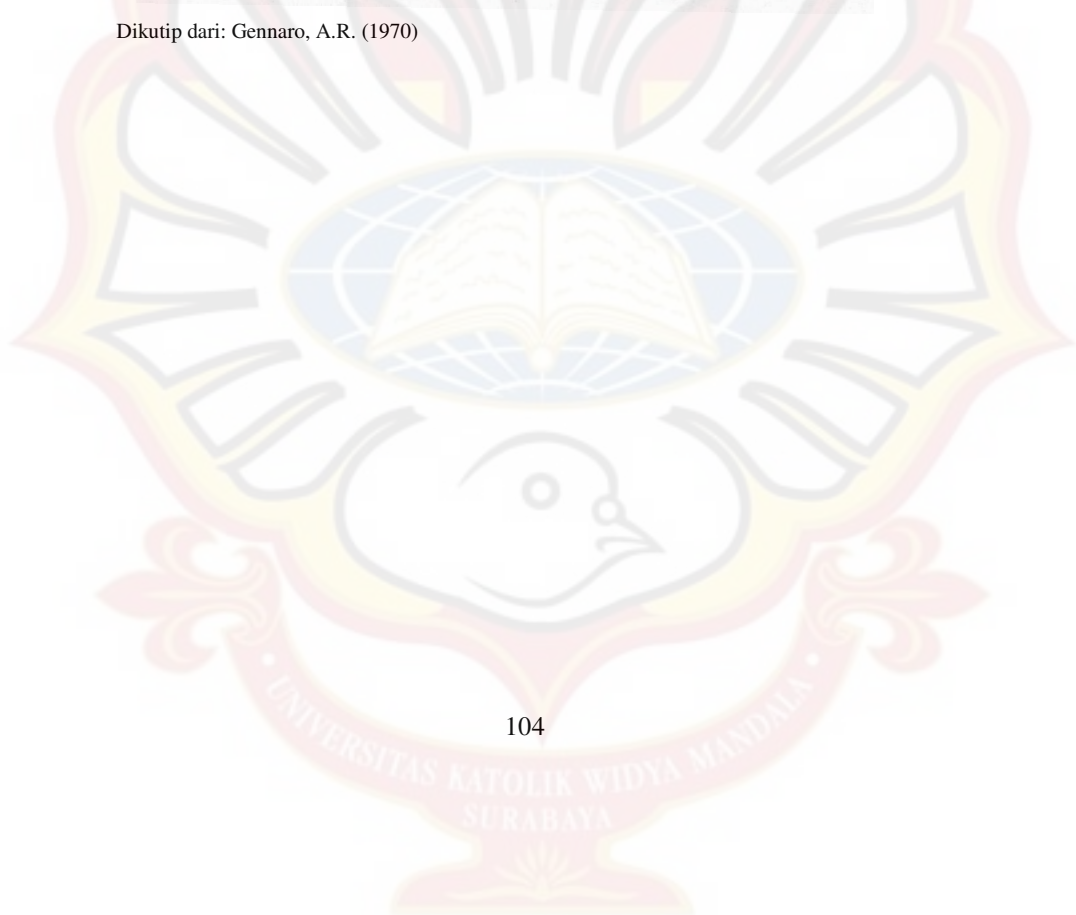 Dikutip dari: Gennaro, A.R. (1970)
104
UNIVERSITAS KATOLIK WIDYA MANDALA
SURABAYA